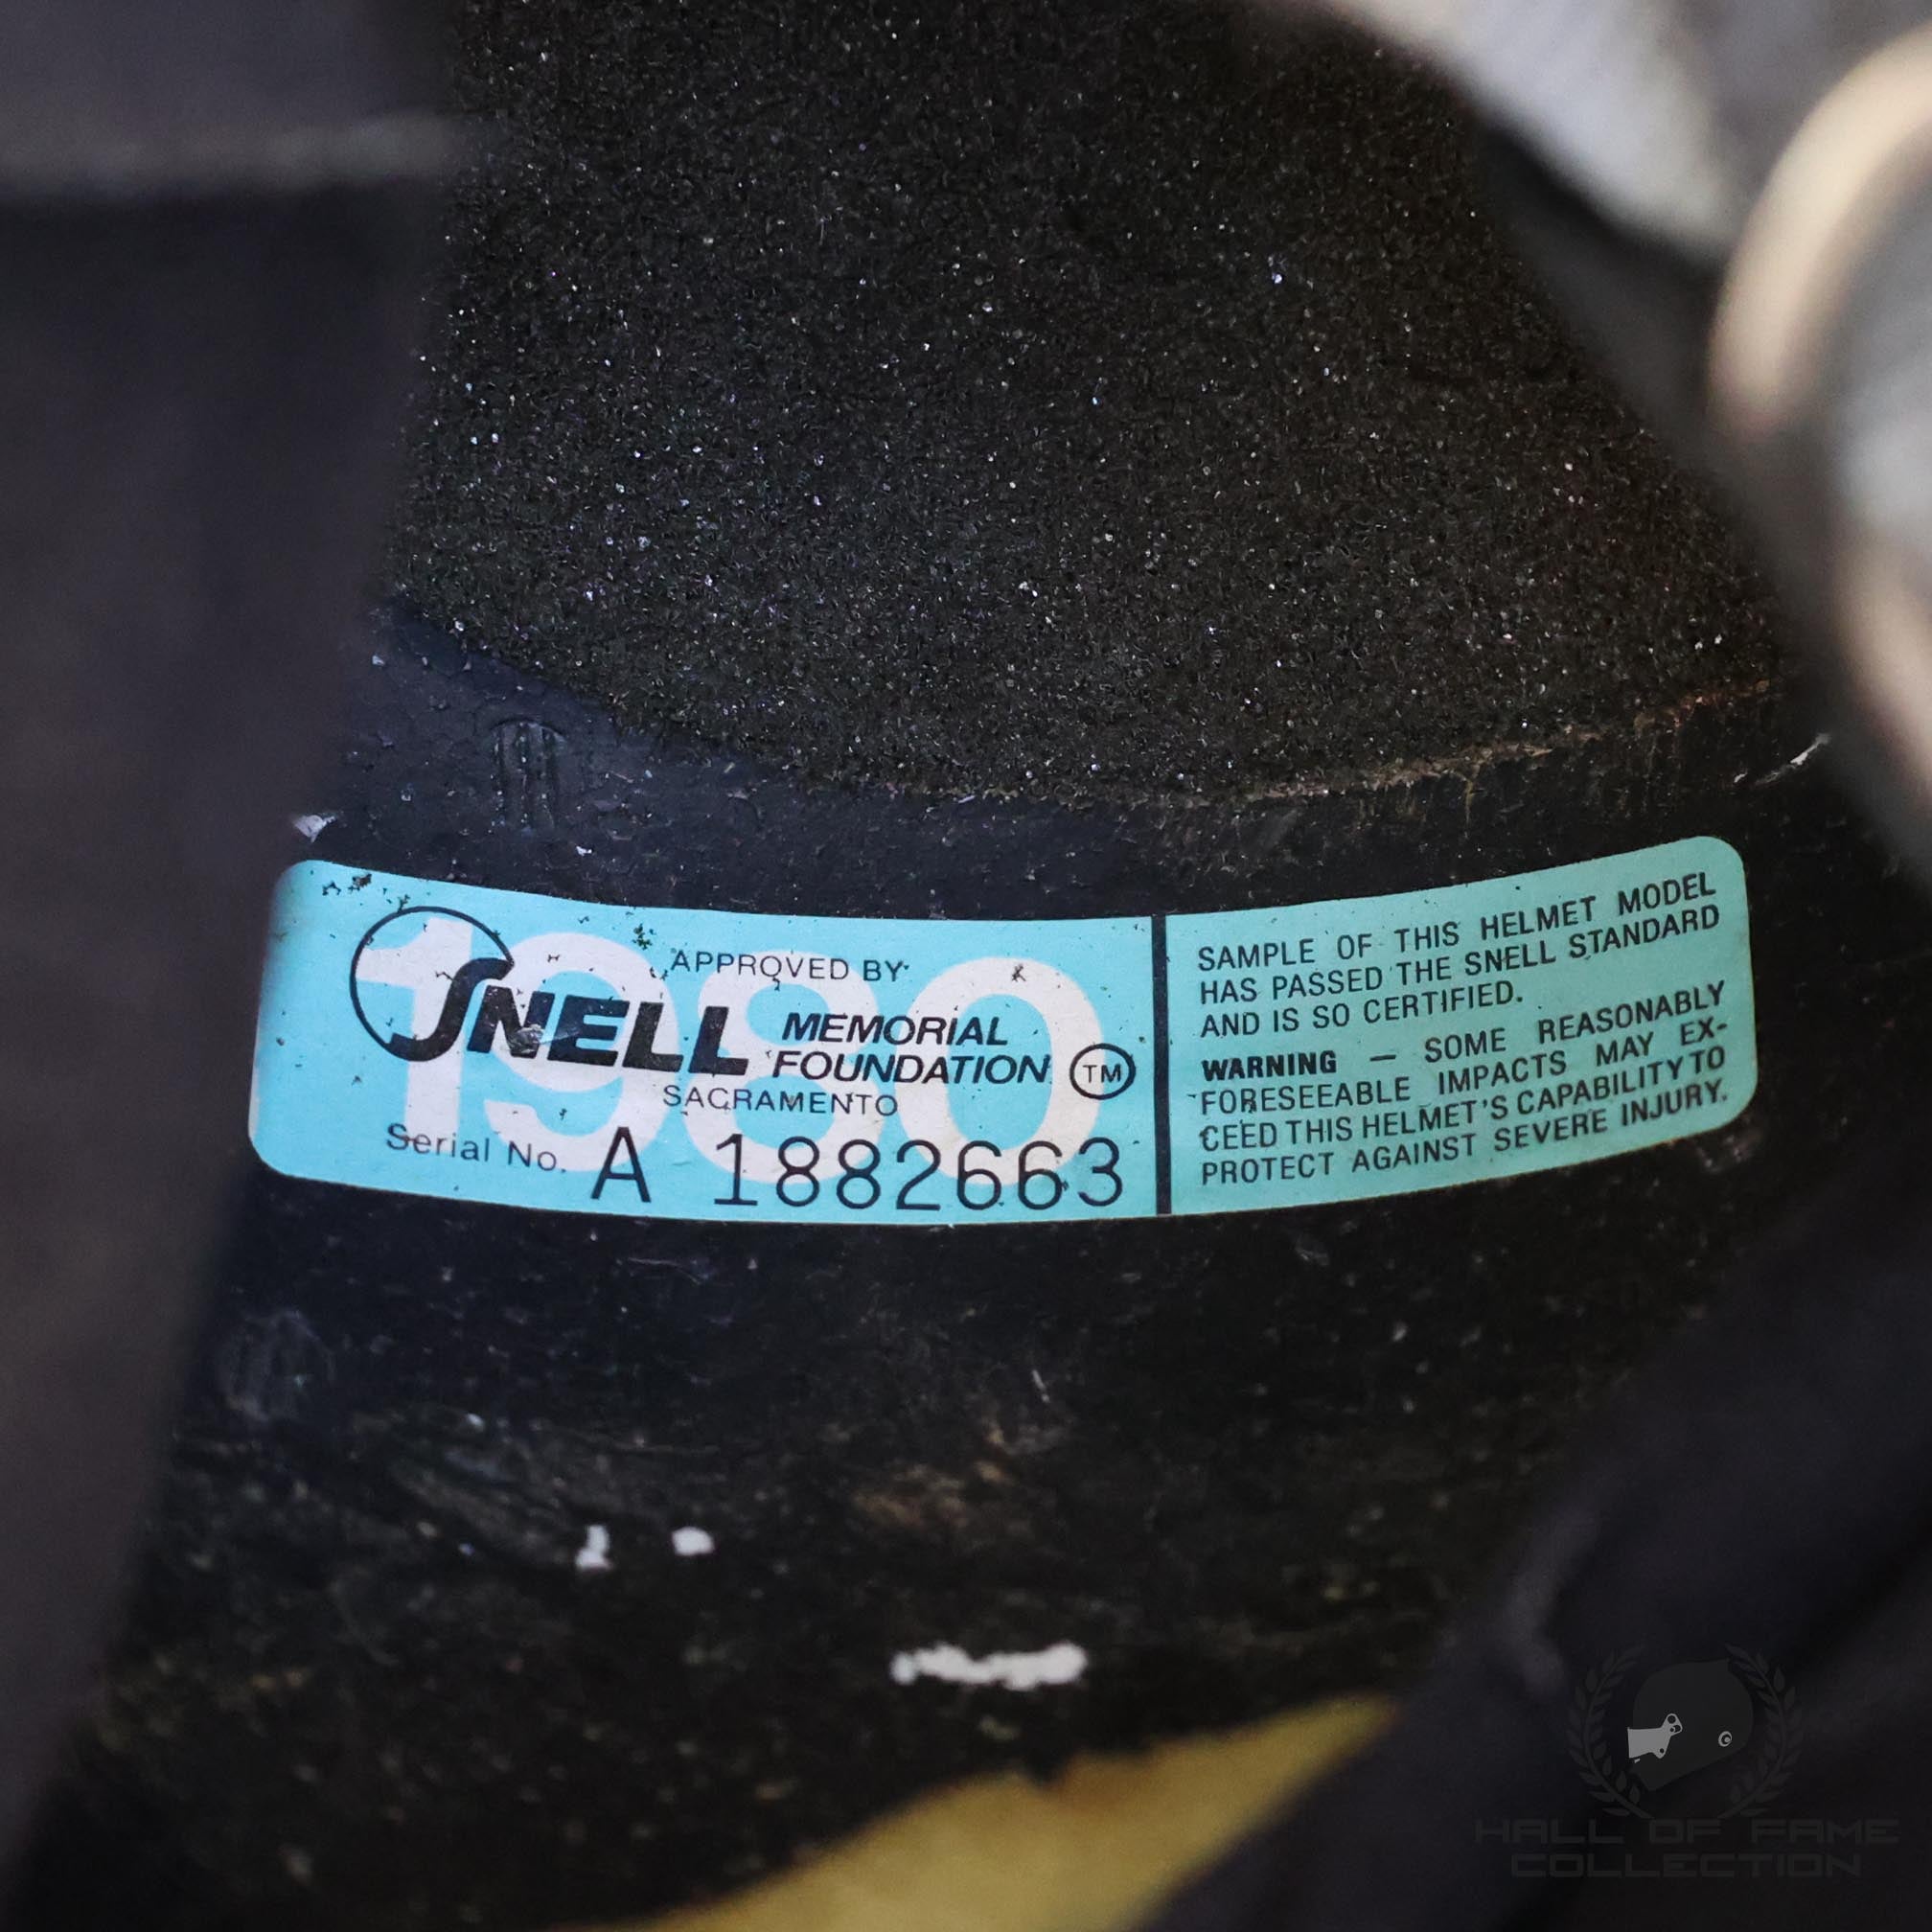 1980
APPROVED BY
SNELL MEMORIAL
FOUNDATION TM
SACRAMENTO
Serial No. A 1882663
SAMPLE OF THIS HELMET MODEL
HAS PASSED THE SNELL STANDARD
AND IS SO CERTIFIED.
WARNING — SOME REASONABLY
FORESEEABLE IMPACTS MAY EX-
CEED THIS HELMET'S CAPABILITY TO
PROTECT AGAINST SEVERE INJURY.
HALL OF FAME
COLLECTION